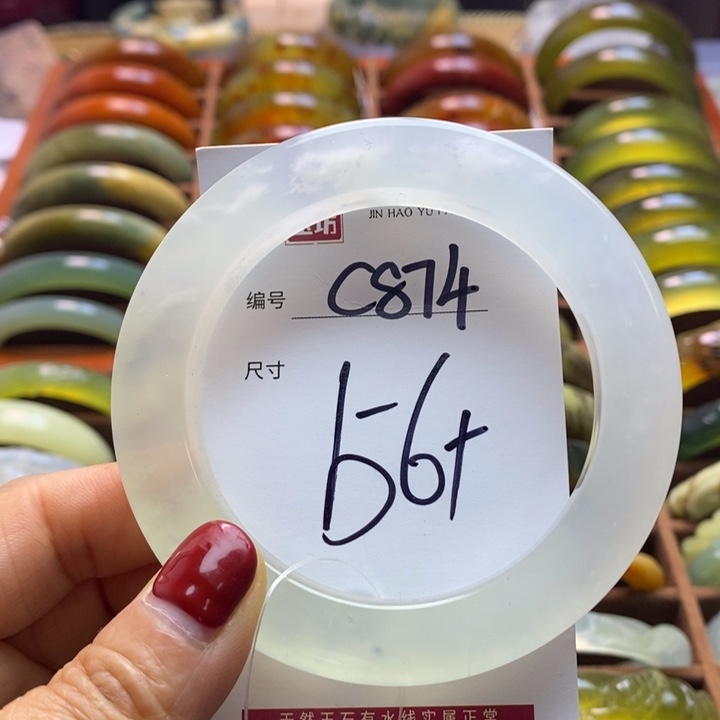 坊
JIN HAO YU
编号 C874
尺寸 56+
天然玉石有水线实属正常